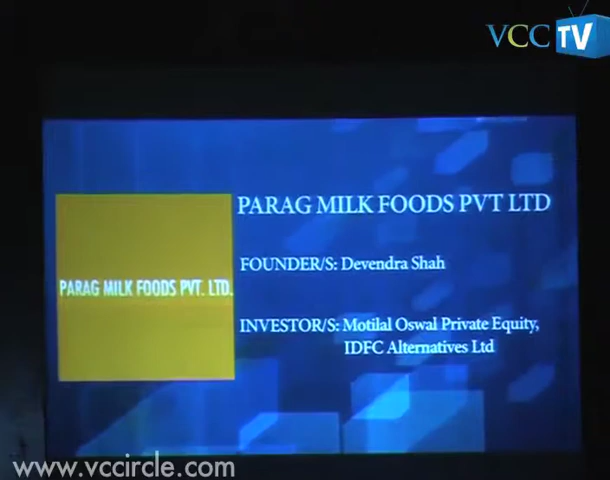 VCC TV
PARAG MILK FOODS PVT LTD
PARAG MILK FOODS PVT. LTD.
FOUNDER/S: Devendra Shah
INVESTOR/S: Motilal Oswal Private Equity,
IDFC Alternatives Ltd
www.vccircle.com